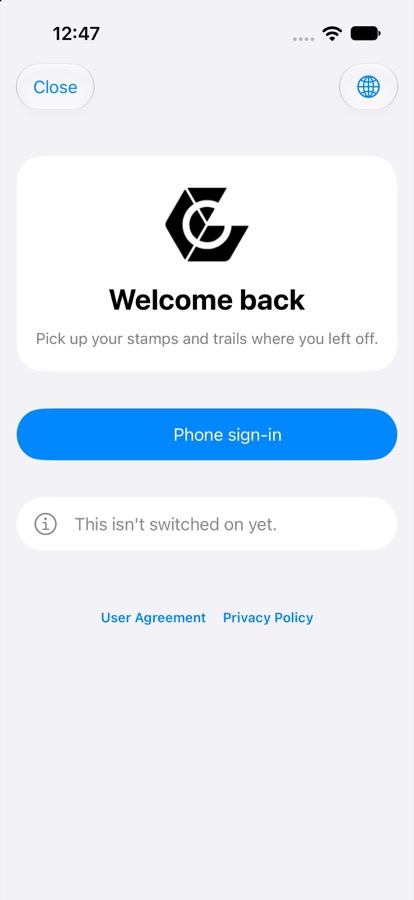 12:47
Close
Welcome back
Pick up your stamps and trails where you left off.
Phone sign-in
This isn't switched on yet.
User Agreement Privacy Policy